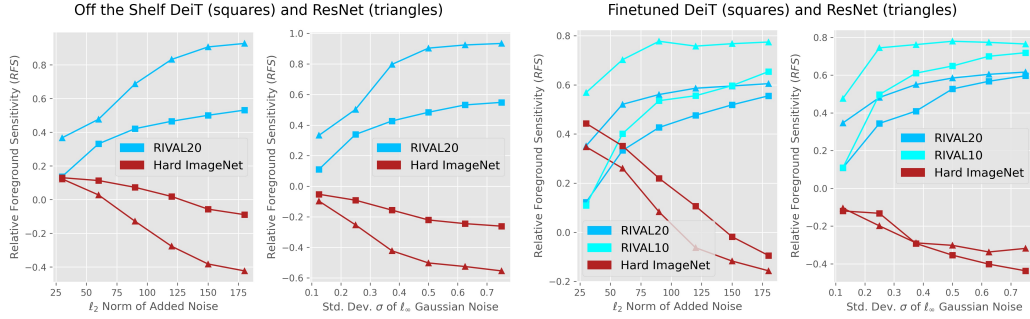 Off the Shelf DeiT (squares) and ResNet (triangles)
Finetuned DeiT (squares) and ResNet (triangles)
Relative Foreground Sensitivity (RFS)
0.8
0.6
0.4
0.2
0.0
−0.2
−0.4
RIVAL20
Hard ImageNet
25 50 75 100 125 150 175
ℓ2 Norm of Added Noise
Relative Foreground Sensitivity (RFS)
1.0
0.8
0.6
0.4
0.2
0.0
−0.2
−0.4
−0.6
RIVAL20
Hard ImageNet
0.1 0.2 0.3 0.4 0.5 0.6 0.7
Std. Dev. σ of ℓ∞ Gaussian Noise
Relative Foreground Sensitivity (RFS)
0.8
0.6
0.4
0.2
0.0
−0.2
RIVAL20
RIVAL10
Hard ImageNet
25 50 75 100 125 150 175
ℓ2 Norm of Added Noise
Relative Foreground Sensitivity (RFS)
0.8
0.6
0.4
0.2
0.0
−0.2
−0.4
RIVAL20
RIVAL10
Hard ImageNet
0.1 0.2 0.3 0.4 0.5 0.6 0.7
Std. Dev. σ of ℓ∞ Gaussian Noise